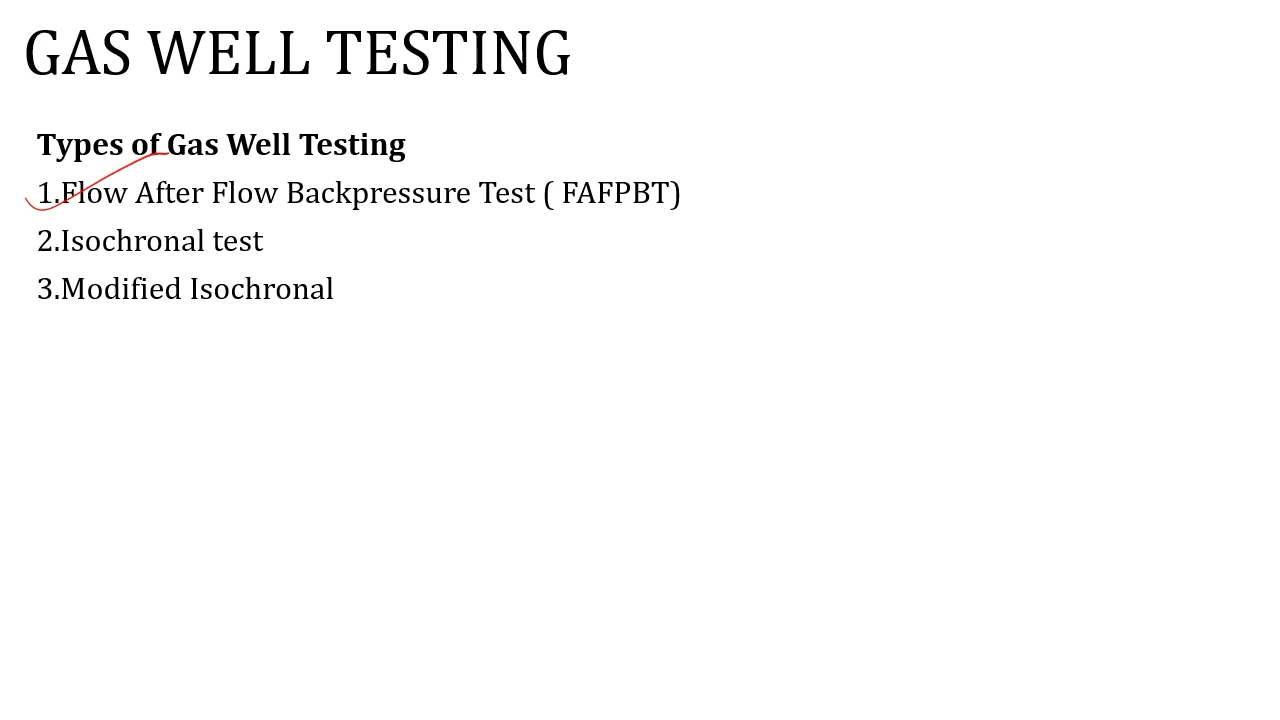 GAS WELL TESTING
Types of Gas Well Testing
1.Flow After Flow Backpressure Test ( FAFPBT)
2.Isochronal test
3.Modified Isochronal